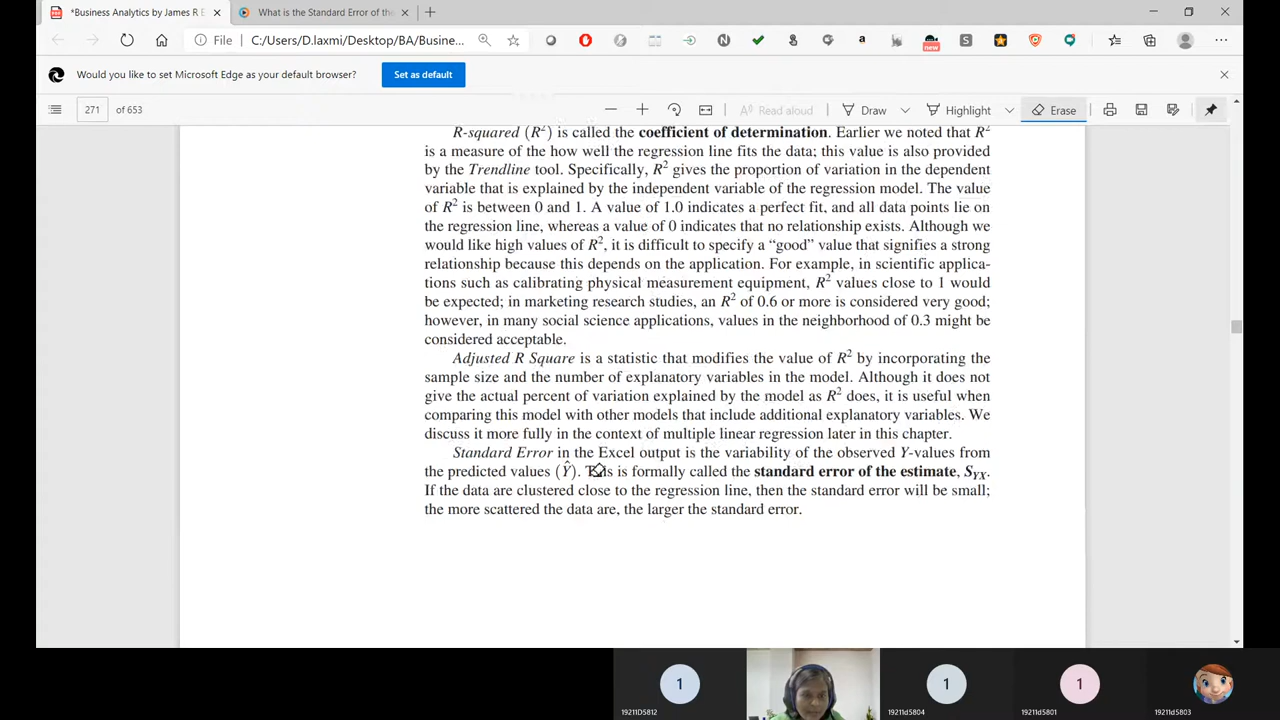 *Business Analytics by James R E
What is the Standard Error of the
File
C:/Users/D.laxmi/Desktop/BA/Busine...
new
Would you like to set Microsoft Edge as your default browser?
Set as default
271
of 653
Read aloud
Draw
Highlight
Erase
R-squared (R²) is called the coefficient of determination. Earlier we noted that R²
is a measure of the how well the regression line fits the data; this value is also provided
by the Trendline tool. Specifically, R² gives the proportion of variation in the dependent
variable that is explained by the independent variable of the regression model. The value
of R² is between 0 and 1. A value of 1.0 indicates a perfect fit, and all data points lie on
the regression line, whereas a value of 0 indicates that no relationship exists. Although we
would like high values of R², it is difficult to specify a “good” value that signifies a strong
relationship because this depends on the application. For example, in scientific applica-
tions such as calibrating physical measurement equipment, R² values close to 1 would
be expected; in marketing research studies, an R² of 0.6 or more is considered very good;
however, in many social science applications, values in the neighborhood of 0.3 might be
considered acceptable.
Adjusted R Square is a statistic that modifies the value of R² by incorporating the
sample size and the number of explanatory variables in the model. Although it does not
give the actual percent of variation explained by the model as R² does, it is useful when
comparing this model with other models that include additional explanatory variables. We
discuss it more fully in the context of multiple linear regression later in this chapter.
Standard Error in the Excel output is the variability of the observed Y-values from
the predicted values (Ŷ). This is formally called the standard error of the estimate, S_YX.
If the data are clustered close to the regression line, then the standard error will be small;
the more scattered the data are, the larger the standard error.
1
1
1
19211D5812
19211d5804
19211d5801
19211d5803